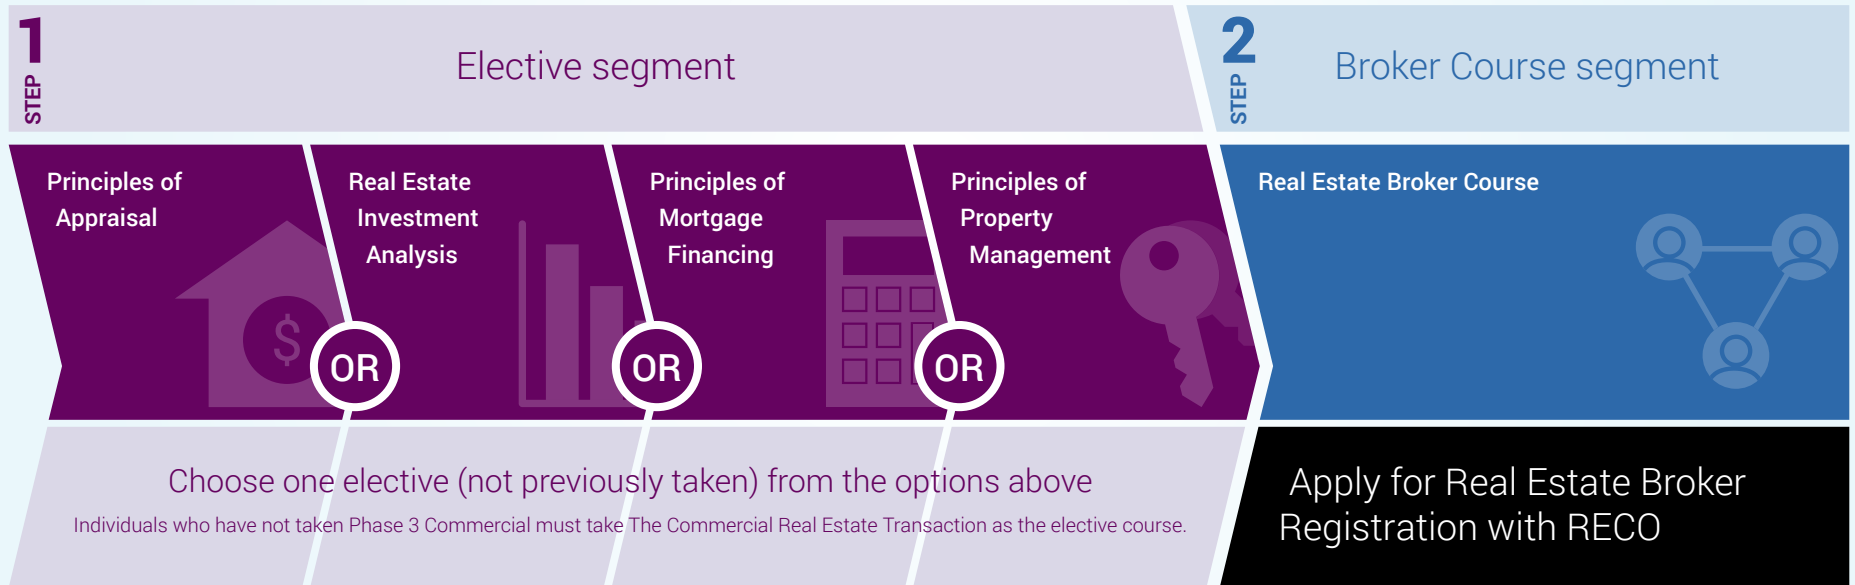 STEP 1
Elective segment
STEP 2
Broker Course segment
Principles of
Appraisal
Real Estate
Investment
Analysis
Principles of
Mortgage
Financing
Principles of
Property
Management
Real Estate Broker Course
$
OR
OR
OR
Choose one elective (not previously taken) from the options above
Individuals who have not taken Phase 3 Commercial must take The Commercial Real Estate Transaction as the elective course.
Apply for Real Estate Broker
Registration with RECO